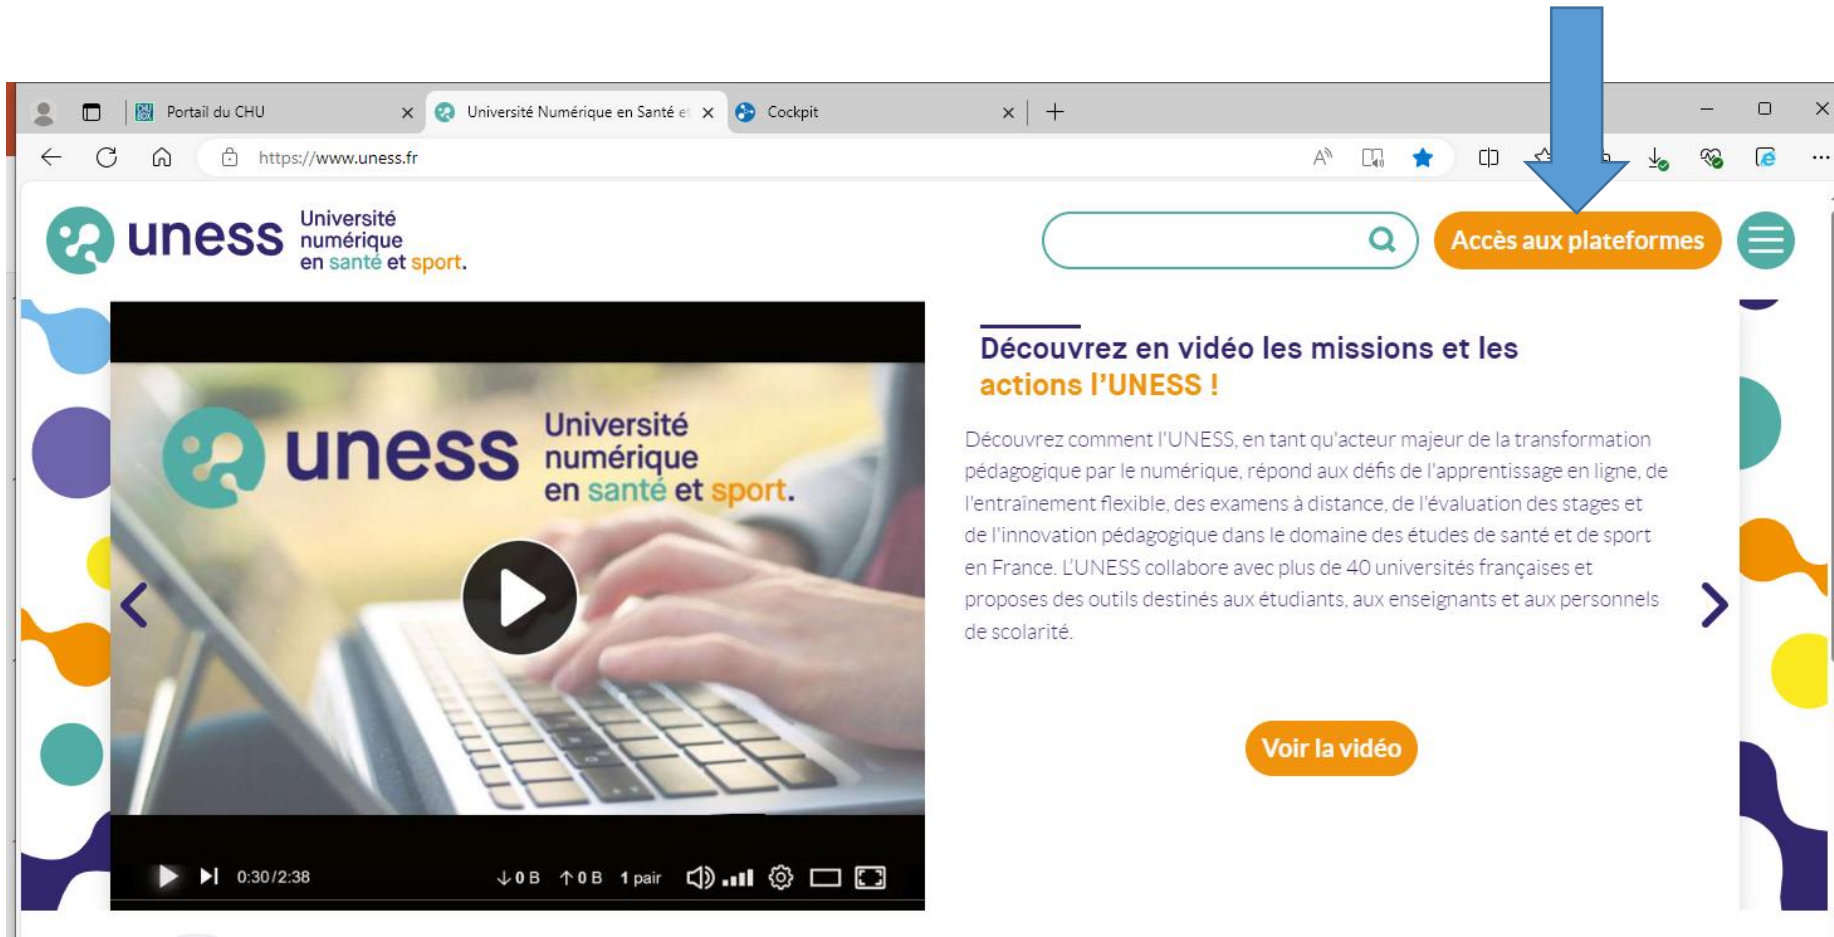 Portail du CHU
Université Numérique en Santé et
Cockpit
https://www.uness.fr
uness
Université
numérique
en santé et sport.
Accès aux plateformes
uness
Université
numérique
en santé et sport.
0:30/2:38
0 B
0 B
1 pair
Découvrez en vidéo les missions et les
actions l'UNESS !
Découvrez comment l'UNESS, en tant qu'acteur majeur de la transformation
pédagogique par le numérique, répond aux défis de l'apprentissage en ligne, de
l'entraînement flexible, des examens à distance, de l'évaluation des stages et
de l'innovation pédagogique dans le domaine des études de santé et de sport
en France. L'UNESS collabore avec plus de 40 universités françaises et
proposes des outils destinés aux étudiants, aux enseignants et aux personnels
de scolarité.
Voir la vidéo